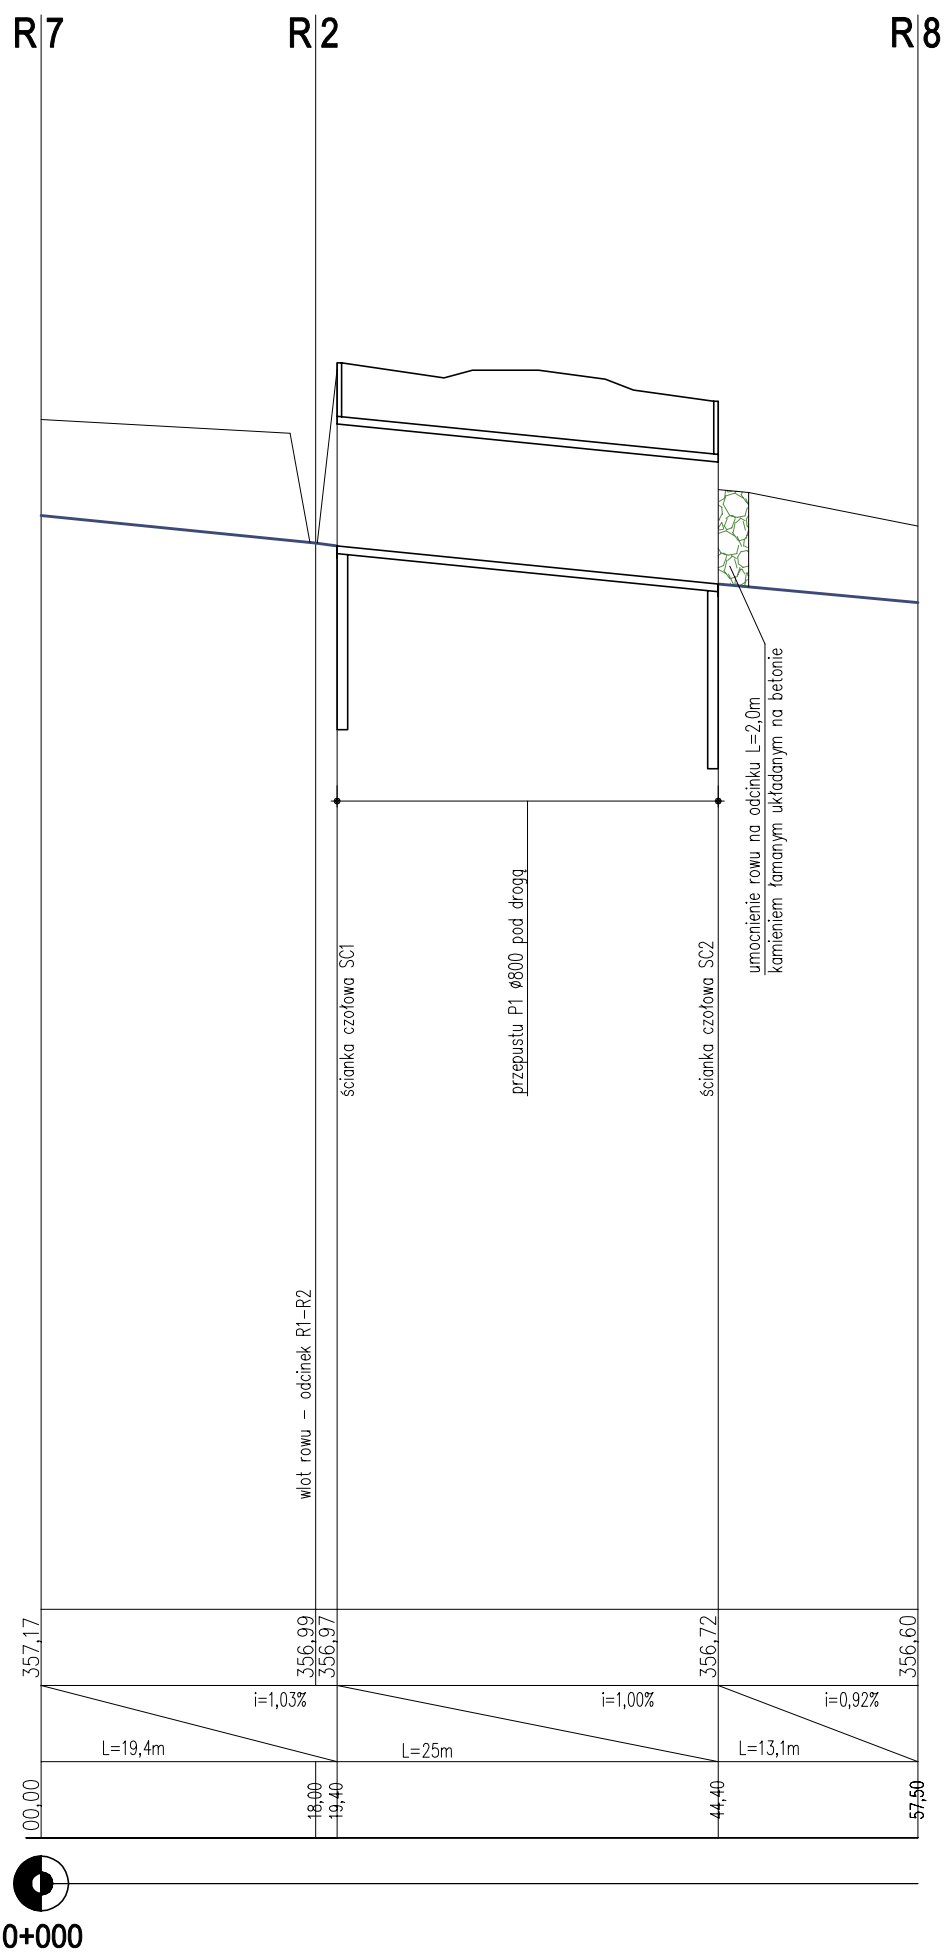 R7
R2
R8
umocnienie rowu na odcinku L=2,0m
kamieniem łamanym układanym na betonie
ścianka czołowa SC1
przepustu P1 ø800 pod drogą
ścianka czołowa SC2
wlot rowu – odcinek R1–R2
357,17
356,99
356,97
356,72
356,60
i=1,03%
i=1,00%
i=0,92%
L=19,4m
L=25m
L=13,1m
00,00
18,00
19,40
44,40
57,50
0+000